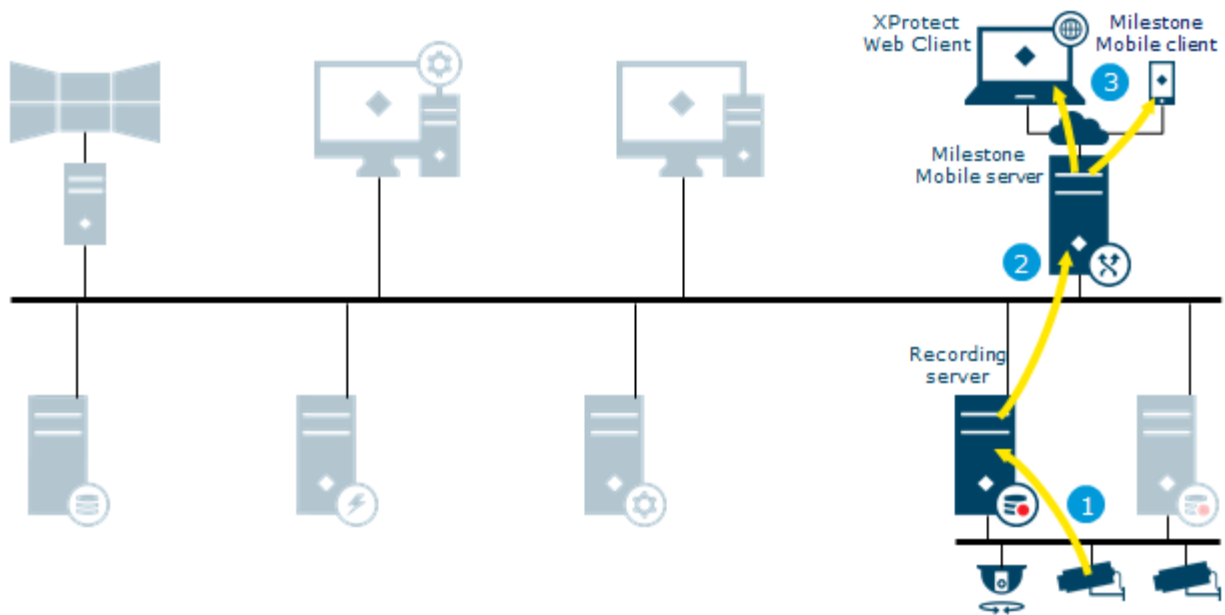 XProtect
Web Client
Milestone
Mobile client
3
Milestone
Mobile server
2
Recording
server
1